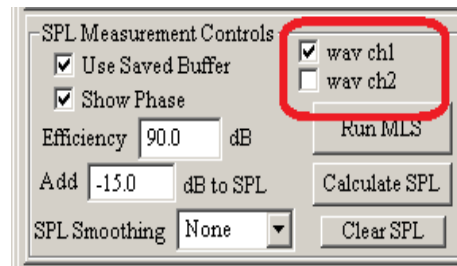 SPL Measurement Controls
Use Saved Buffer
wav ch1
Show Phase
wav ch2
Efficiency 90.0 dB
Run MLS
Add -15.0 dB to SPL
Calculate SPL
SPL Smoothing None
Clear SPL